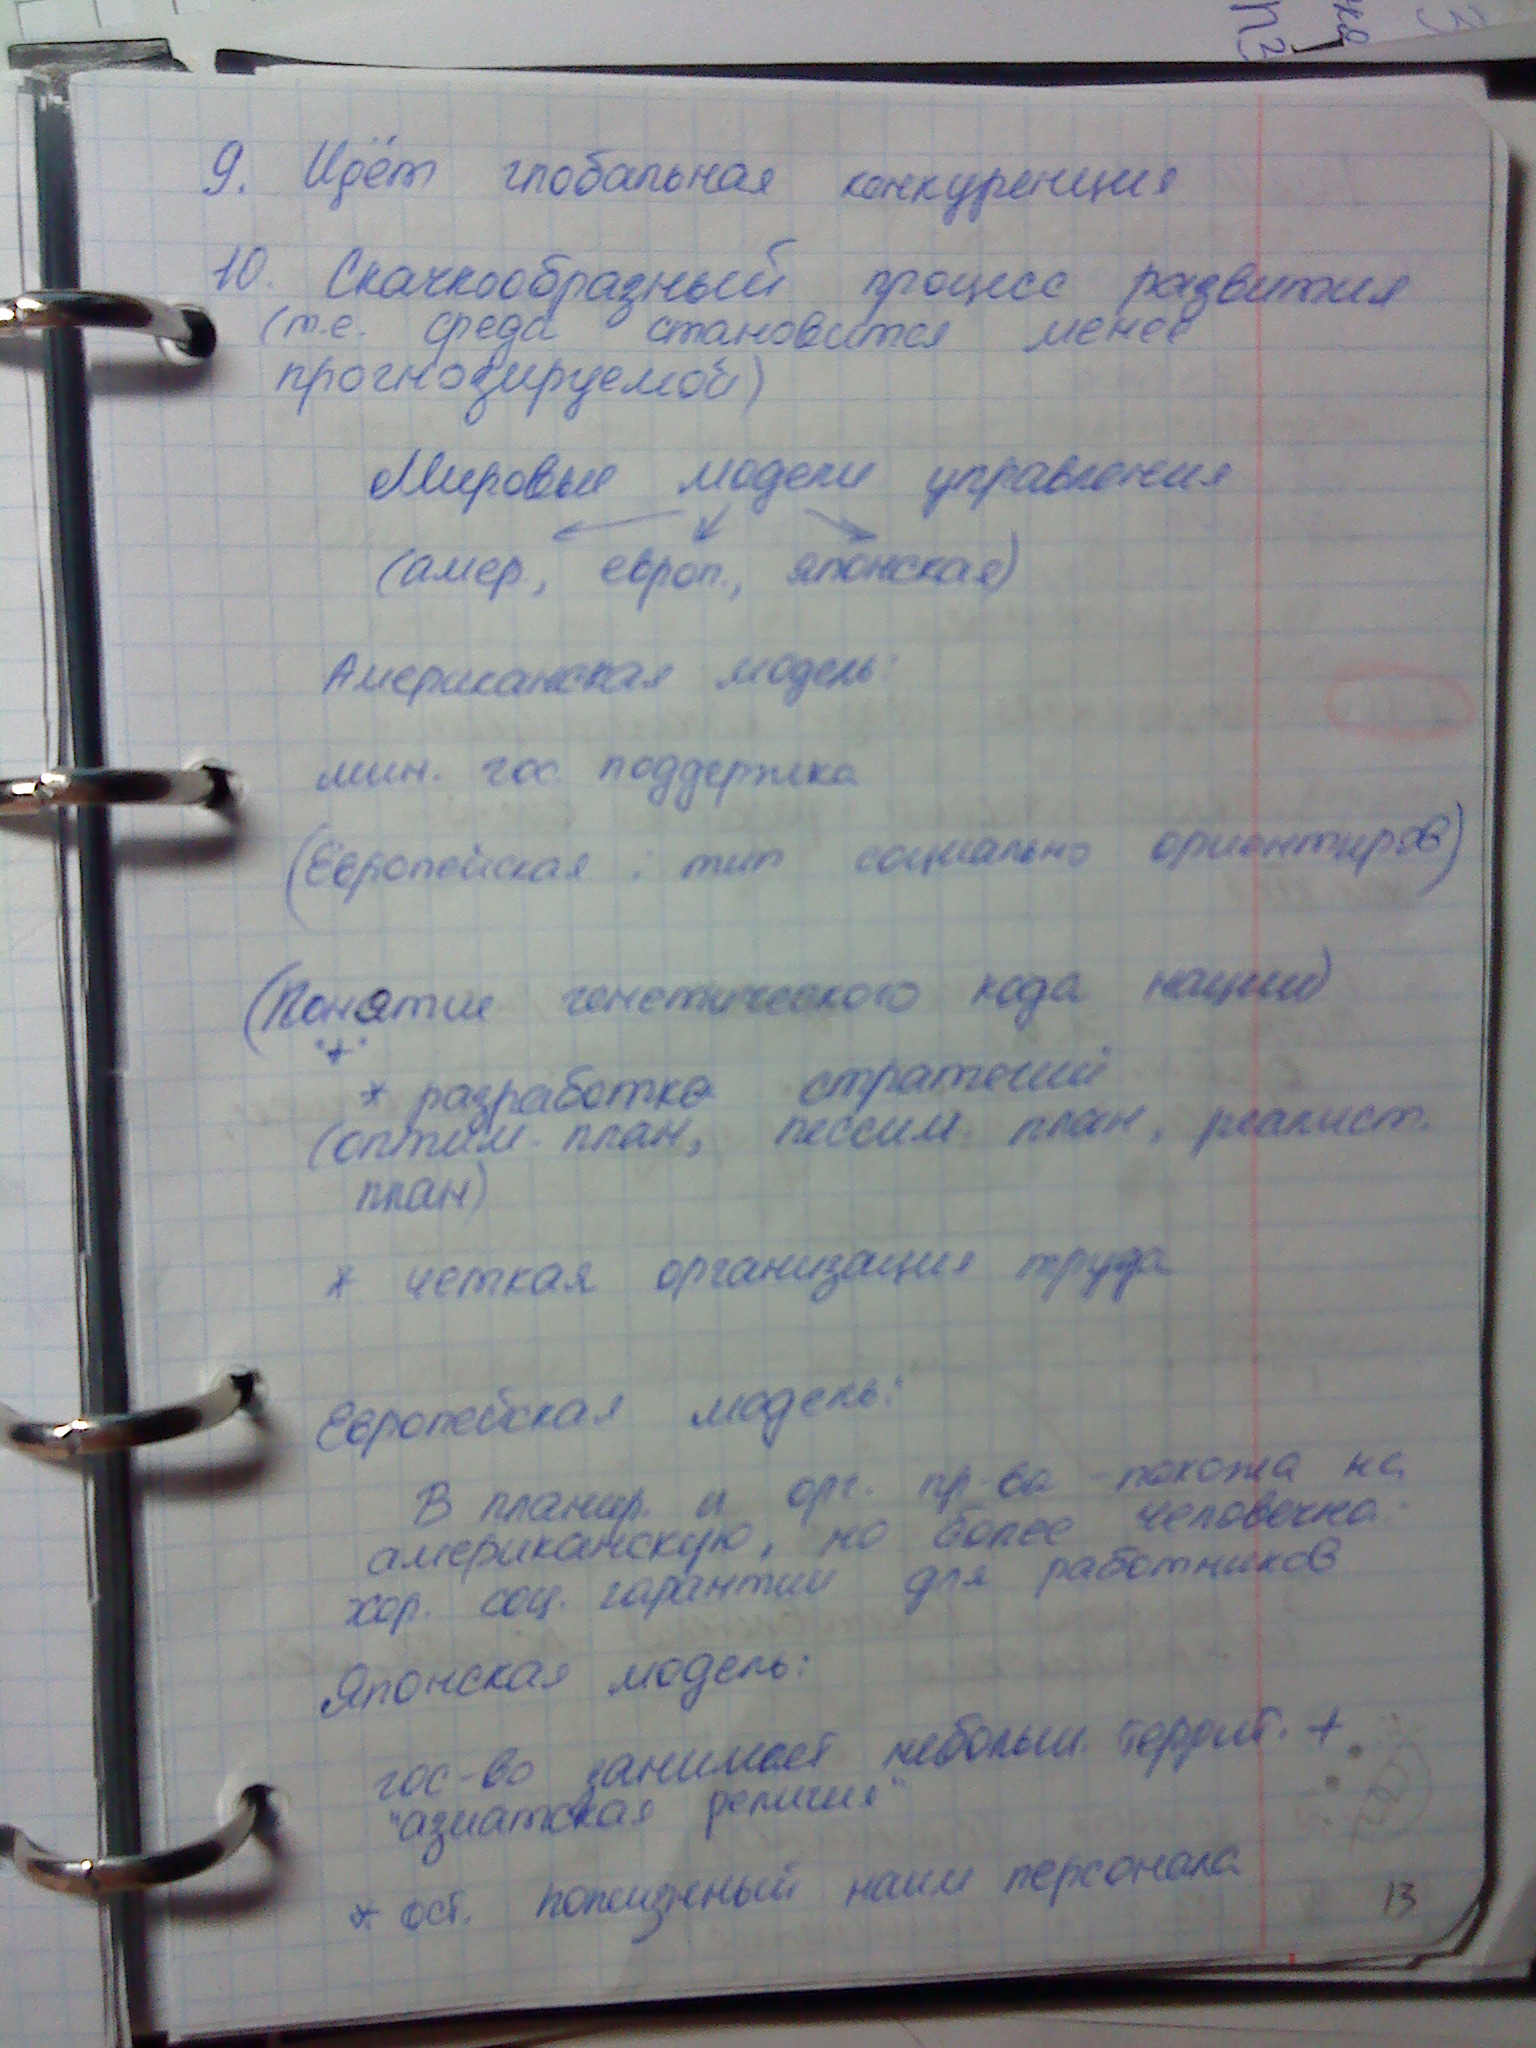 9. Идёт глобальная конкуренция
10. Скачкообразный процесс развития
(т.е. среда становится менее
прогнозируемой)
Мировые модели управления
(амер., европ., японская)
Американская модель:
мин. гос поддержка
(Европейская : тип социально ориентиров)
(Понятие генетического кода нации)
"+"
* разработка стратегий
(оптим. план, пессим. план, реалист.
план)
* четкая организация труда
Европейская модель:
В планир. и орг. пр-ва - похожа на
американскую, но более человечна.
хор. соц. гарантии для работников
Японская модель:
гос-во занимает небольш. террит. +
"азиатская религия"
* ост. пожизненый найм персонала
13